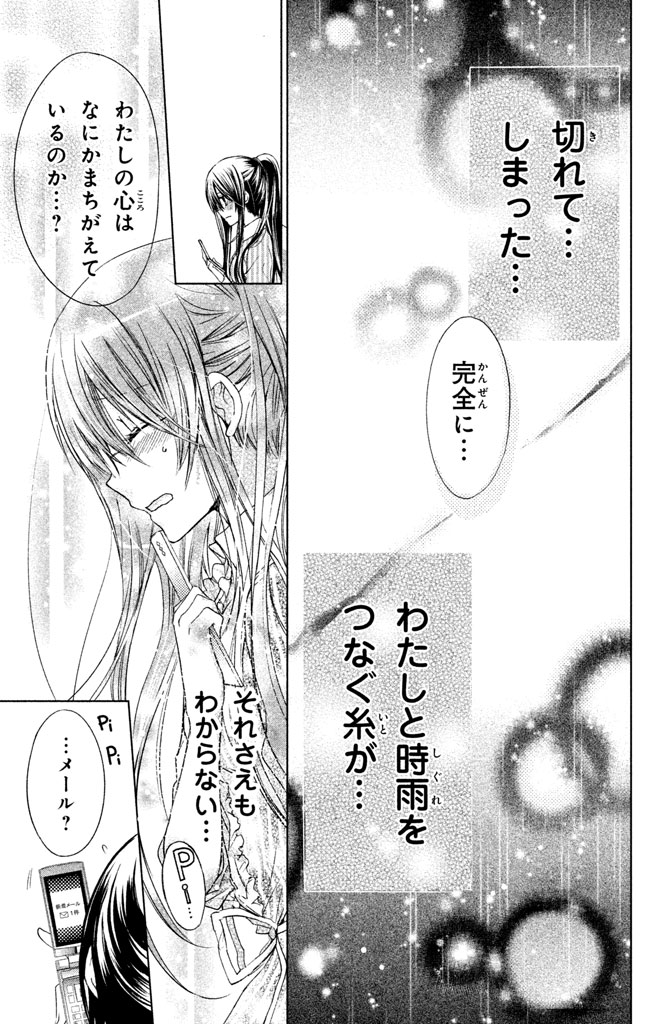 切れて…
しまった…
完全に…
わたしと時雨を
つなぐ糸が…
わたしの心は
なにかまちがえて
いるのか…？
それさえも
わからない…
Pi…
Pi
Pi
…メール？
新着メール
1件